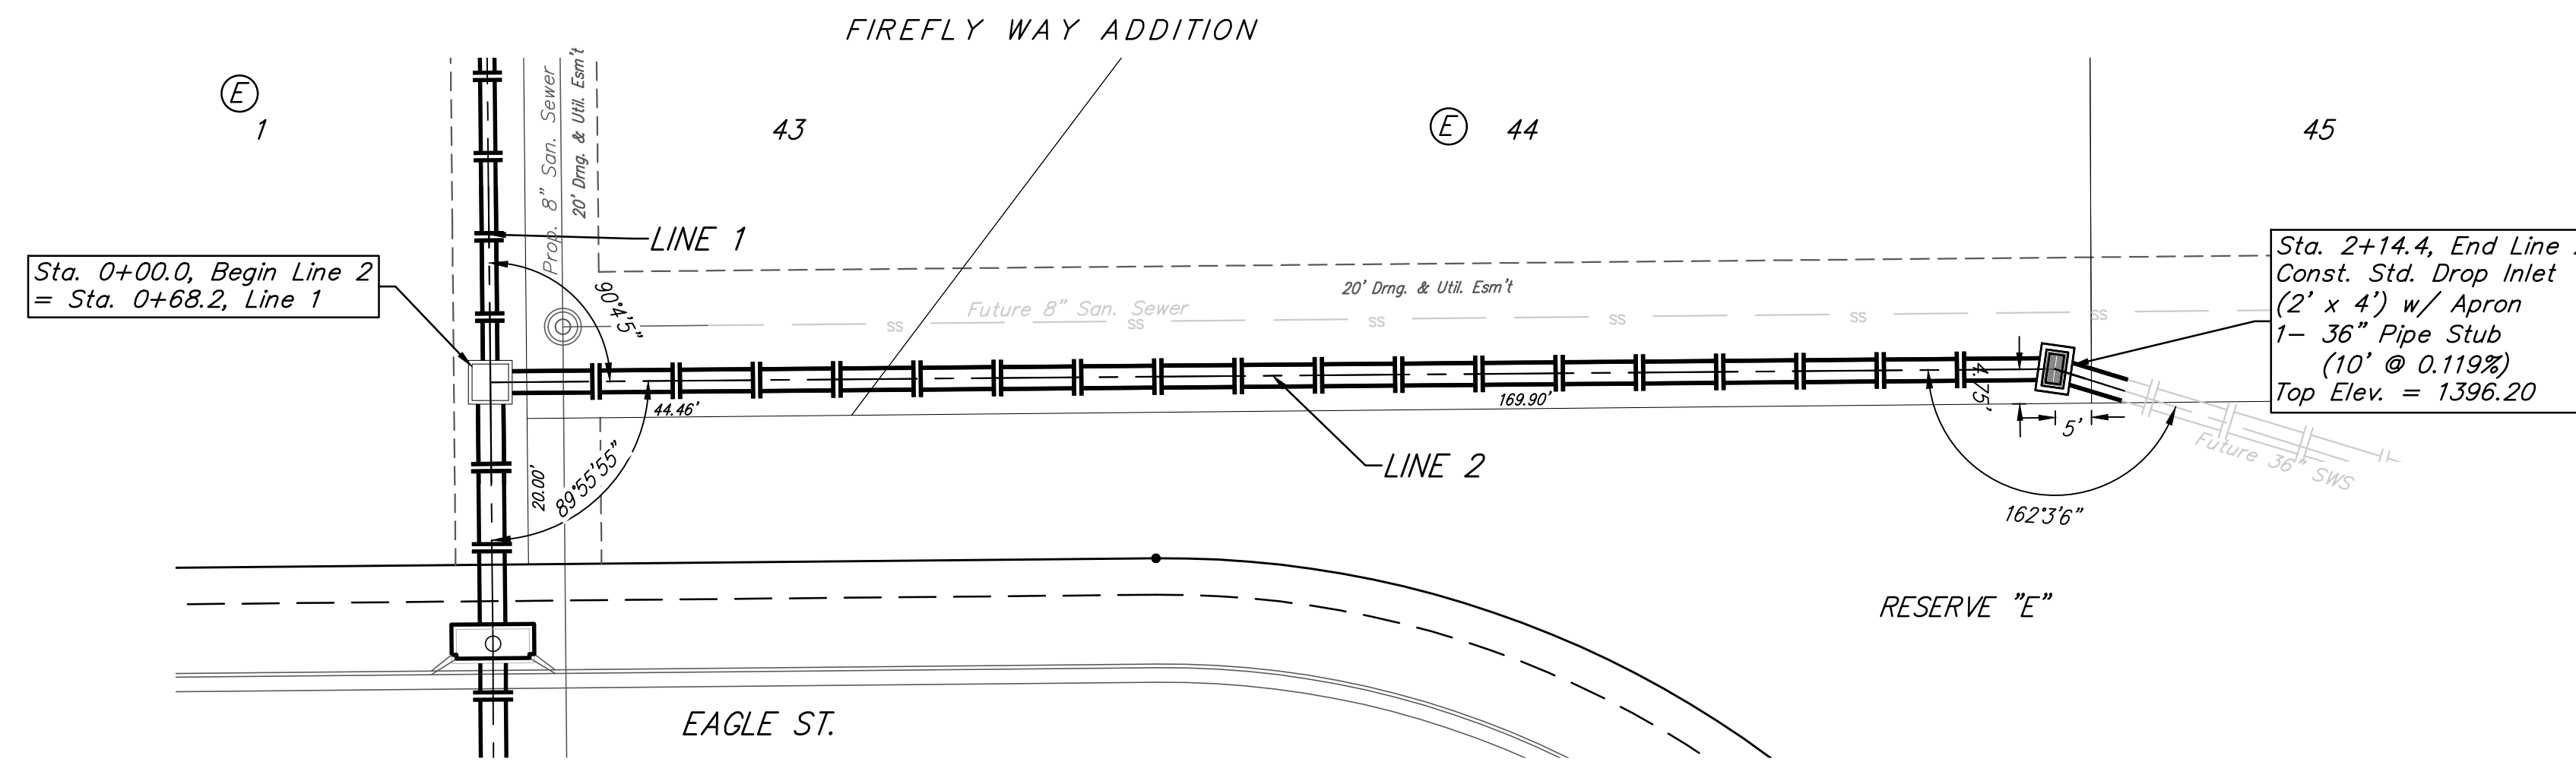 FIREFLY WAY ADDITION
E
1
Prop. 8" San. Sewer
20' Drng. & Util. Esm't
43
E
44
45
LINE 1
Sta. 0+00.0, Begin Line 2
= Sta. 0+68.2, Line 1
90°4'5"
20' Drng. & Util. Esm't
Future 8" San. Sewer
SS
SS
SS
SS
SS
SS
Sta. 2+14.4, End Line
Const. Std. Drop Inlet
(2' x 4') w/ Apron
1- 36" Pipe Stub
(10' @ 0.119%)
Top Elev. = 1396.20
44.46'
169.90'
4.75'
5'
20.00'
89°55'55"
LINE 2
Future 36" SWS
162°3'6"
RESERVE "E"
EAGLE ST.